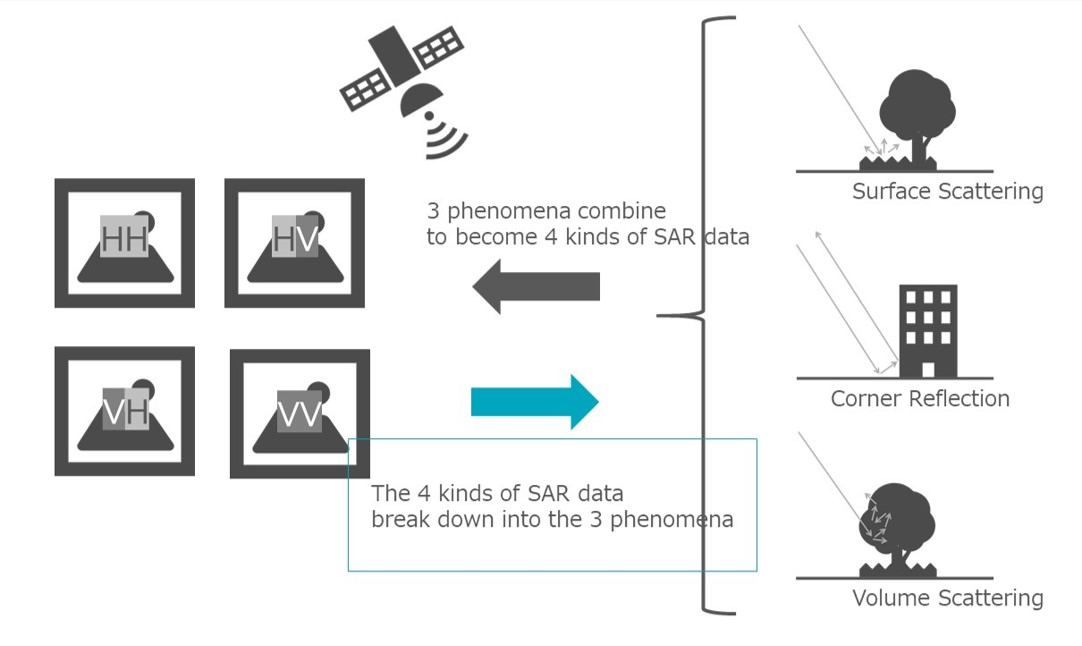 HH
HV
VH
VV
3 phenomena combine
to become 4 kinds of SAR data
The 4 kinds of SAR data
break down into the 3 phenomena
Surface Scattering
Corner Reflection
Volume Scattering